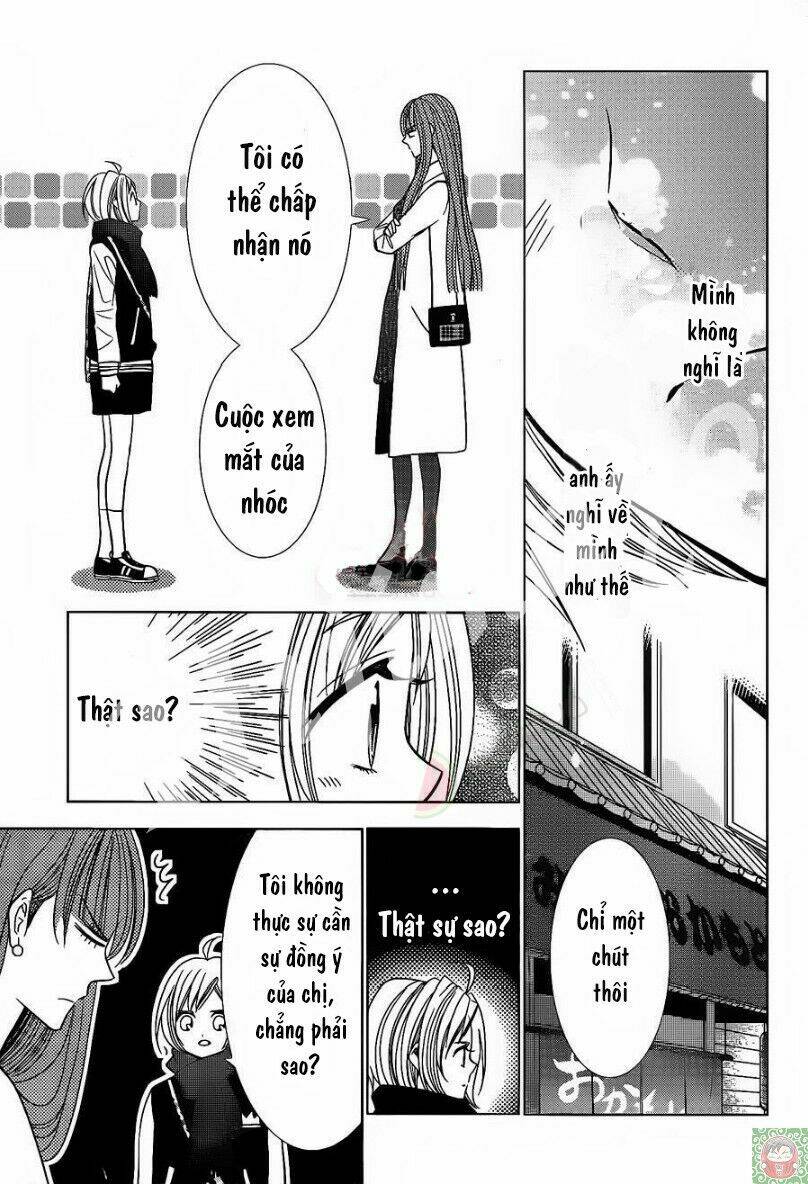 Mình
không
nghĩ là
anh ấy
nghĩ về
mình
như thế
Chỉ một
chút
thôi
Tôi có
thể chấp
nhận nó
Cuộc xem
mắt của
nhóc
Thật sao?
...
Thật sự sao?
Tôi không
thực sự cần
sự đồng ý
của chị,
chẳng phải
sao?